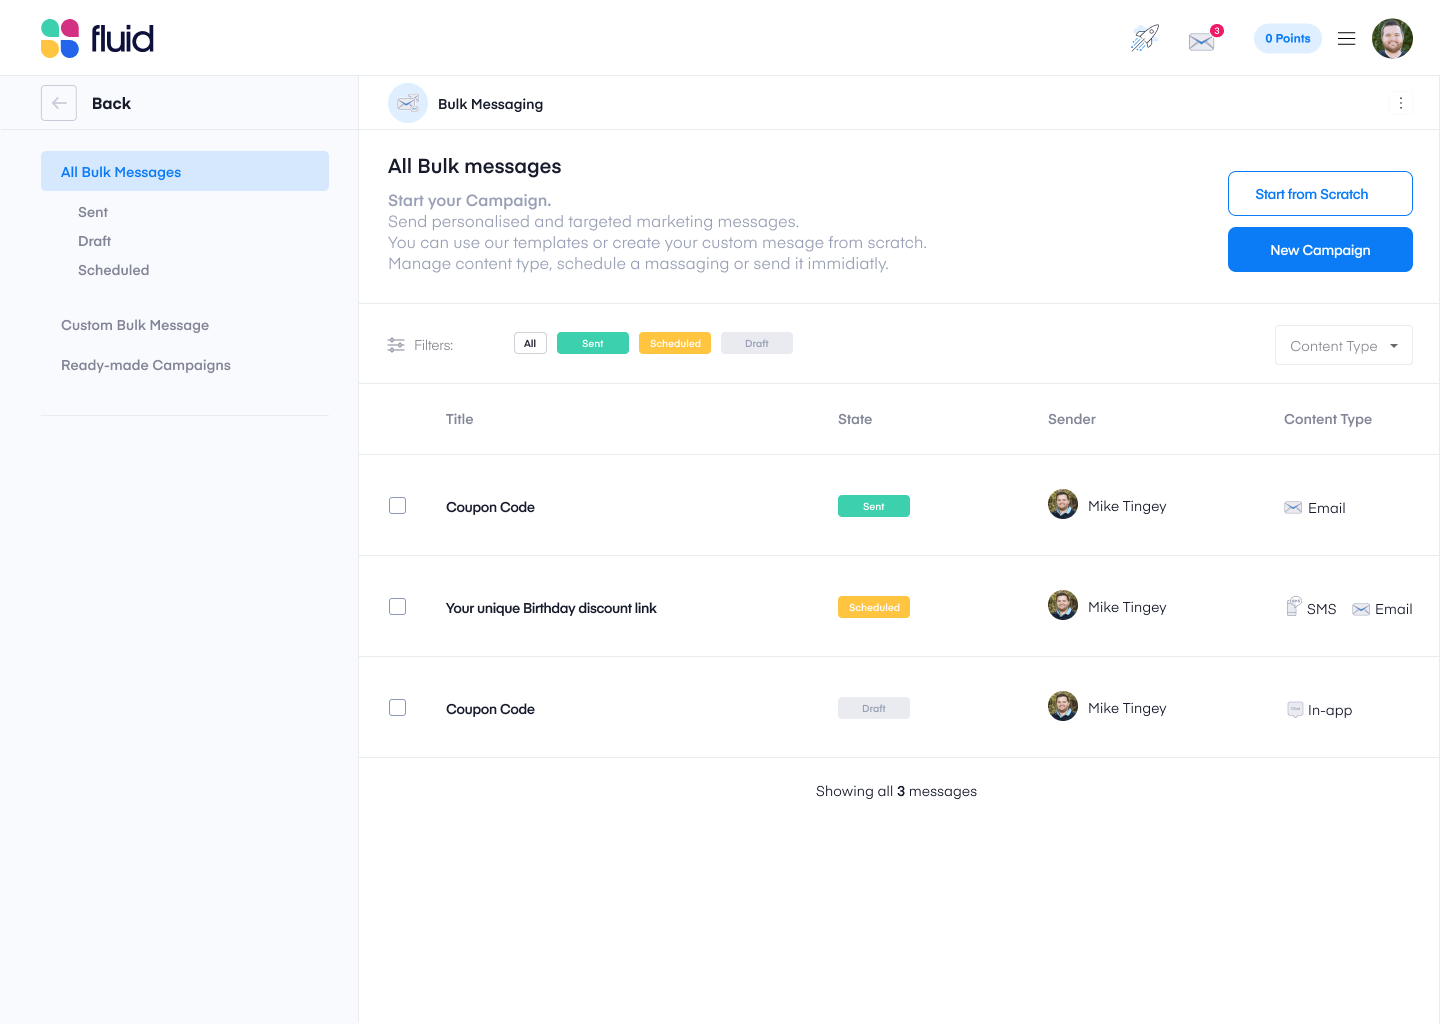 fluid
3
0 Points
Back
Bulk Messaging
All Bulk Messages
Sent
Draft
Scheduled
Custom Bulk Message
Ready-made Campaigns
All Bulk messages
Start your Campaign.
Send personalised and targeted marketing messages.
You can use our templates or create your custom mesage from scratch.
Manage content type, schedule a massaging or send it immidiatly.
Start from Scratch
New Campaign
Filters:
All
Sent
Scheduled
Draft
Content Type
Title State Sender Content Type
Coupon Code Sent Mike Tingey Email
Your unique Birthday discount link Scheduled Mike Tingey SMS Email
Coupon Code Draft Mike Tingey In-app
Showing all 3 messages